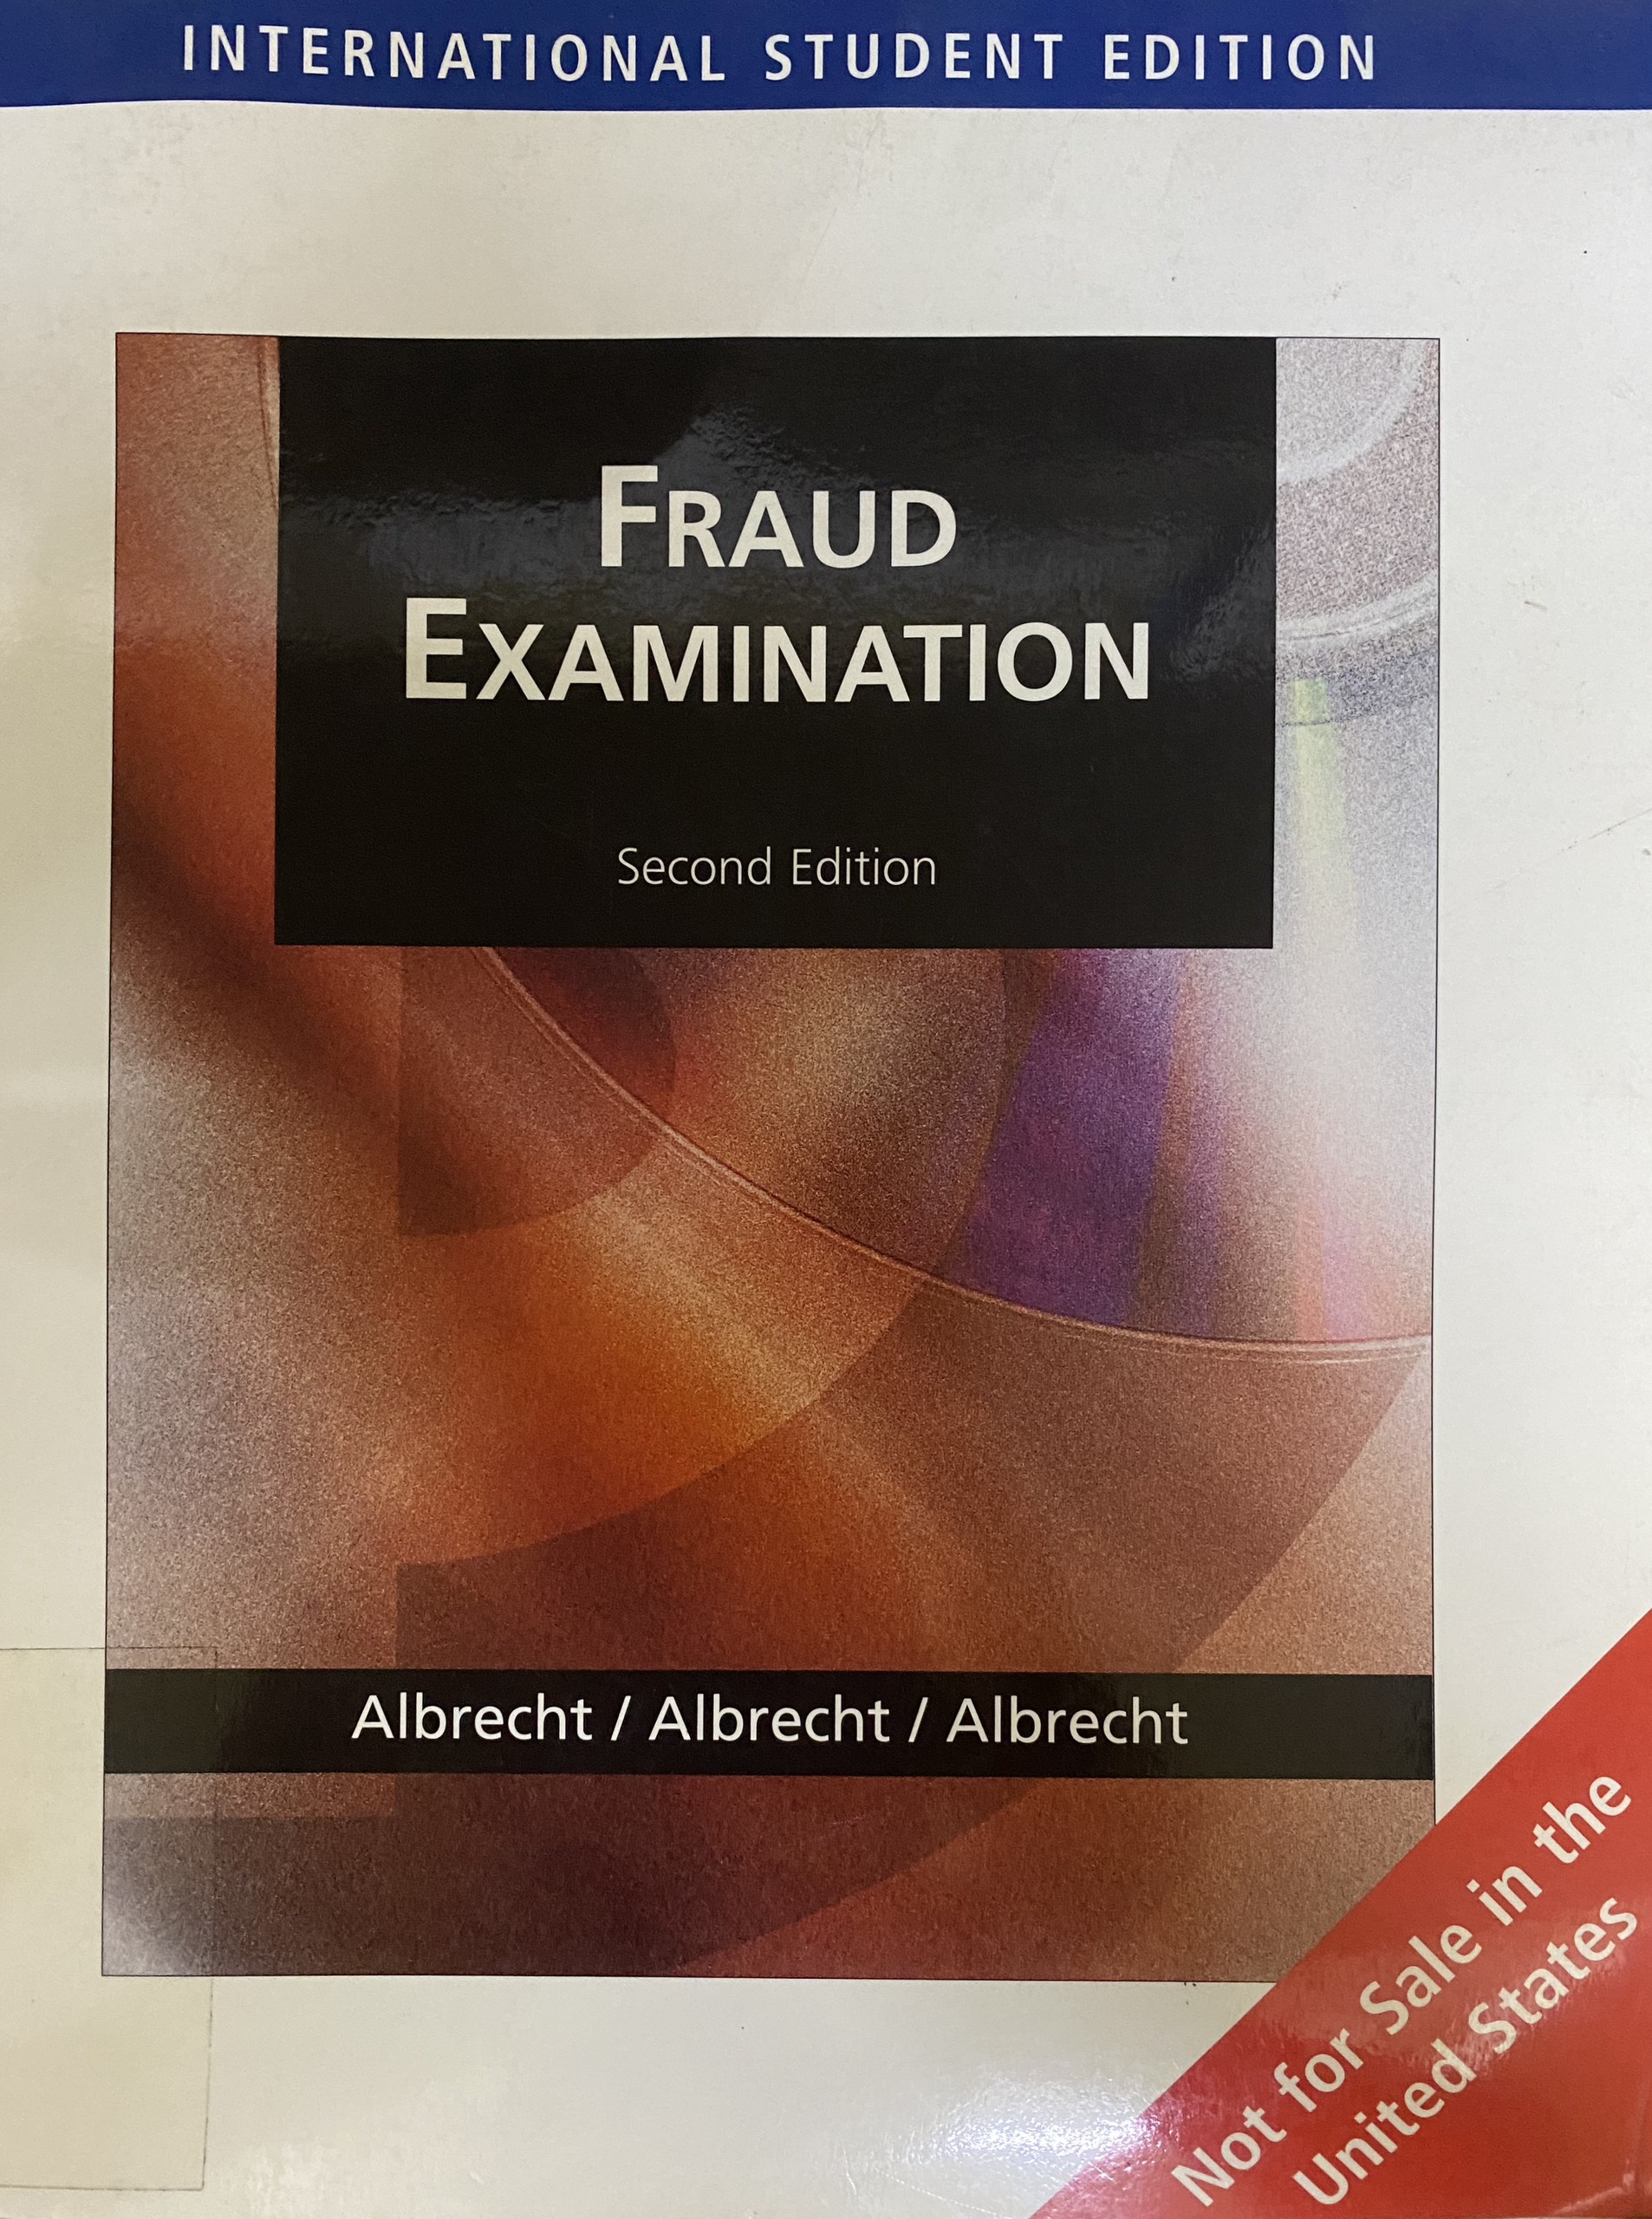 INTERNATIONAL STUDENT EDITION
FRAUD
EXAMINATION
Second Edition
Albrecht / Albrecht / Albrecht
Not for Sale in the
United States